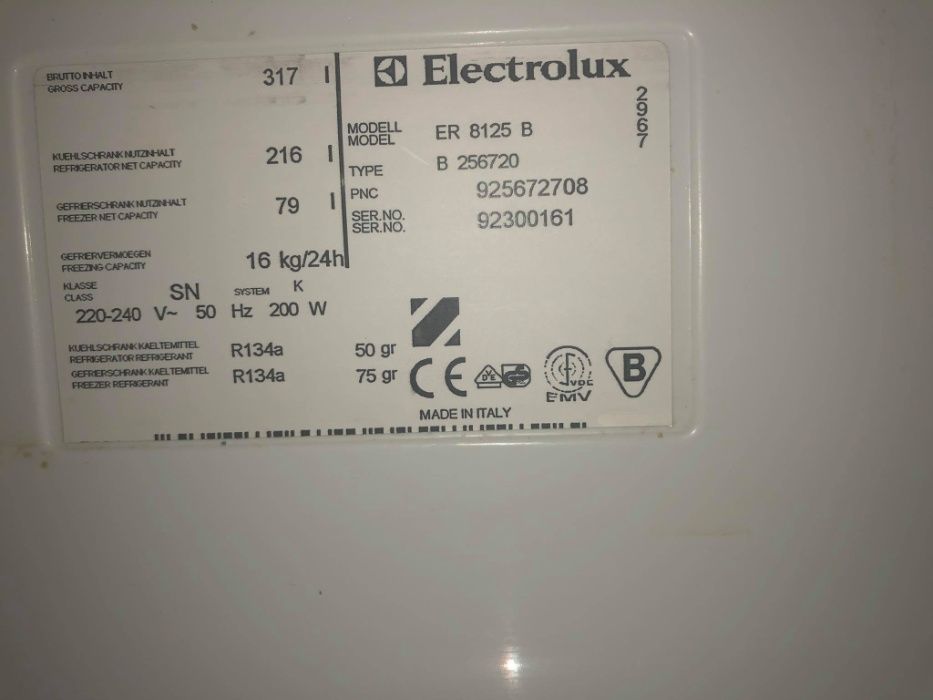 BRUTTO INHALT
GROSS CAPACITY
317 l
KUEHLSCHRANK NUTZINHALT
REFRIGERATOR NET CAPACITY
216 l
GEFRIERSCHRANK NUTZINHALT
FREEZER NET CAPACITY
79 l
GEFRIERVERMOEGEN
FREEZING CAPACITY
16 kg/24h
KLASSE
CLASS
SN
SYSTEM K
220-240 V~ 50 Hz 200 W
KUEHLSCHRANK KAELTEMITTEL
REFRIGERATOR REFRIGERANT
R134a 50 gr
GEFRIERSCHRANK KAELTEMITTEL
FREEZER REFRIGERANT
R134a 75 gr
Electrolux
2967
MODELL
MODEL
ER 8125 B
TYPE B 256720
PNC 925672708
SER.NO.
SER.NO.
92300161
CE
VDE
GS
VDE
EMV
B
MADE IN ITALY